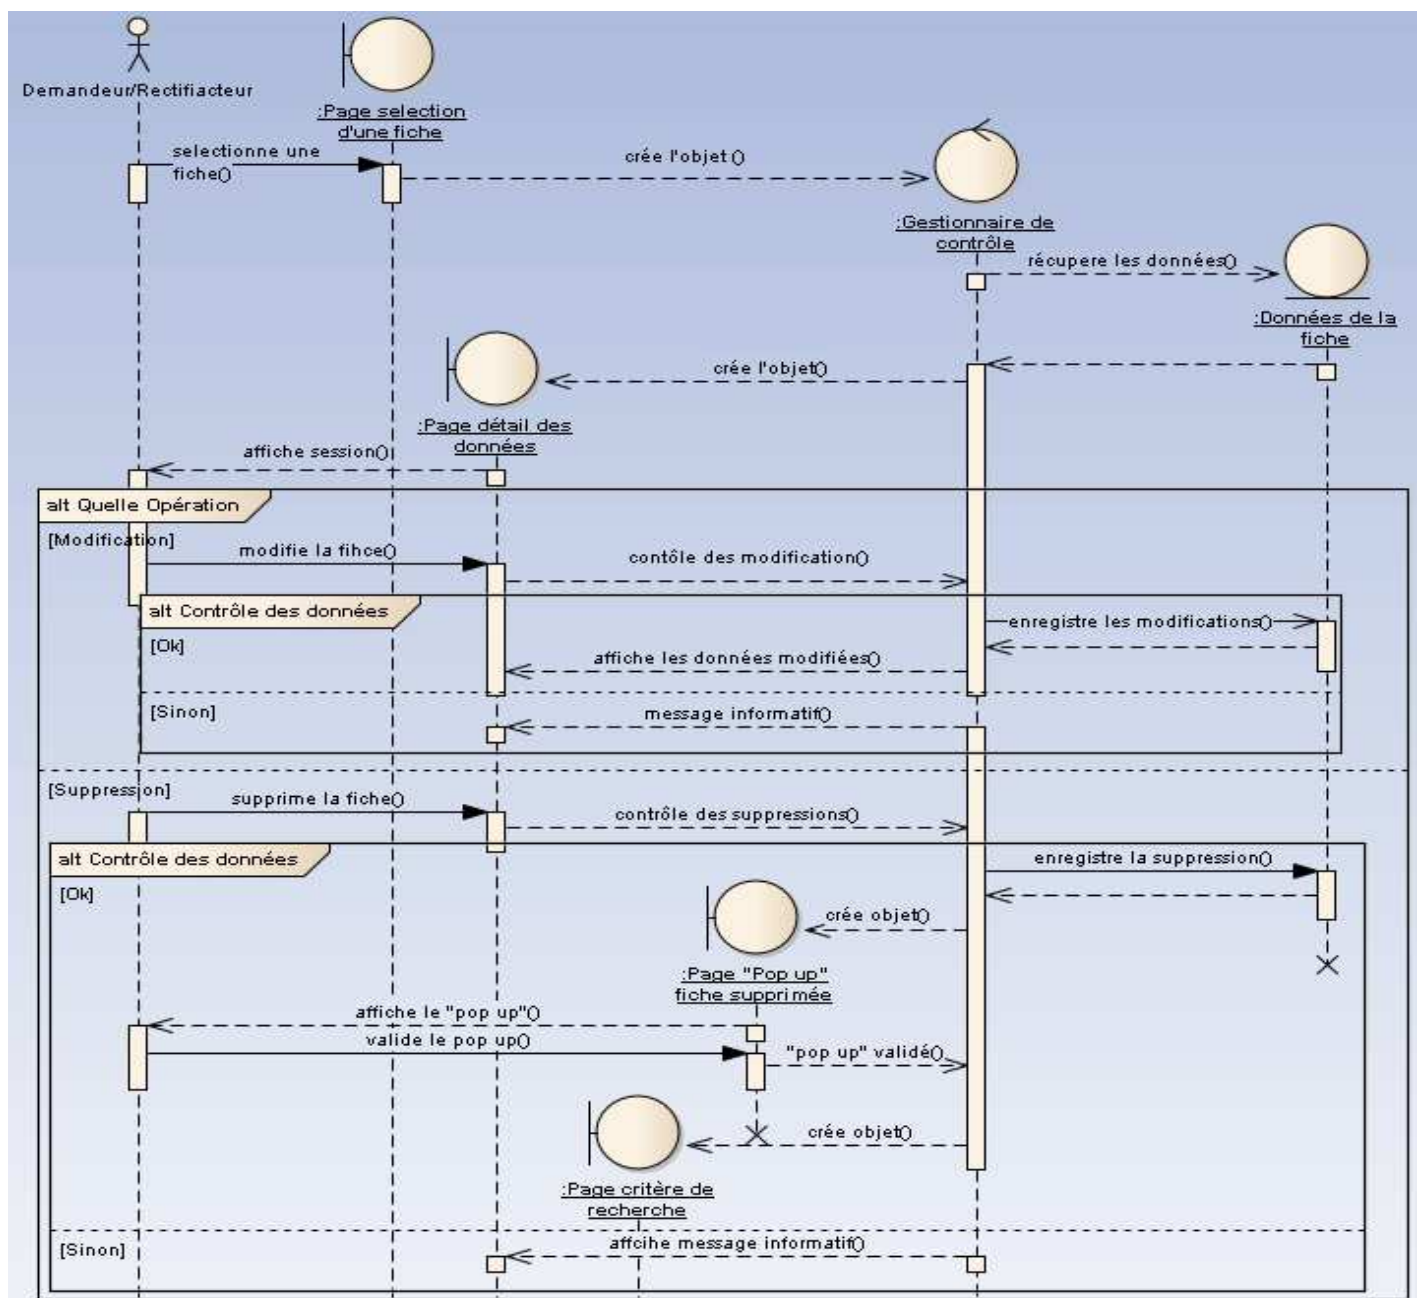 Demandeur/Rectifiacteur
:Page selection
d'une fiche
selectionne une
fiche()
crée l'objet ()
:Gestionnaire de
contrôle
récupere les données()
:Données de la
fiche
crée l'objet()
:Page détail des
données
affiche session()
alt Quelle Opération
[Modification]
modifie la fihce()
contôle des modification()
alt Contrôle des données
[Ok]
enregistre les modifications()
affiche les données modifiées()
[Sinon]
message informatif()
[Suppression]
supprime la fiche()
contrôle des suppressions()
alt Contrôle des données
[Ok]
enregistre la suppression()
crée objet()
:Page "Pop up"
fiche supprimée
affiche le "pop up"()
valide le pop up()
"pop up" validé()
crée objet()
:Page critère de
recherche
[Sinon]
affcihe message informatif()